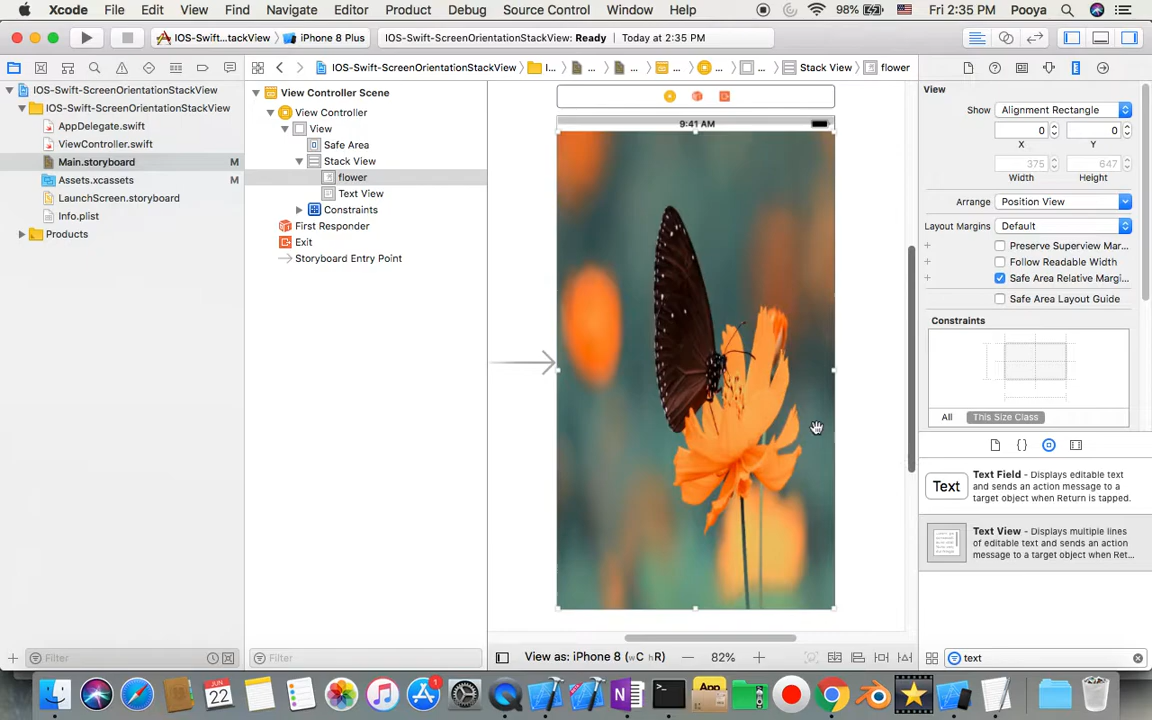 Xcode File Edit View Find Navigate Editor Product Debug Source Control Window Help 98% Fri 2:35 PM Pooya
IOS-Swift...tackView iPhone 8 Plus IOS-Swift-ScreenOrientationStackView: Ready Today at 2:35 PM
IOS-Swift-ScreenOrientationStackView I... ... ... ... ... ... Stack View flower
IOS-Swift-ScreenOrientationStackView
IOS-Swift-ScreenOrientationStackView
AppDelegate.swift
ViewController.swift
Main.storyboard M
Assets.xcassets M
LaunchScreen.storyboard
Info.plist
Products
Filter
View Controller Scene
View Controller
View
Safe Area
Stack View
flower
Text View
Constraints
First Responder
Exit
Storyboard Entry Point
Filter
9:41 AM
View as: iPhone 8 (wC hR) 82%
View
Show Alignment Rectangle
0 0
X Y
375 647
Width Height
Arrange Position View
Layout Margins Default
Preserve Superview Mar...
Follow Readable Width
Safe Area Relative Margi...
Safe Area Layout Guide
Constraints
All This Size Class
Text
Text Field - Displays editable text
and sends an action message to a
target object when Return is tapped.
Text View - Displays multiple lines
of editable text and sends an action
message to a target object when Ret...
text
JUN
22
1
App